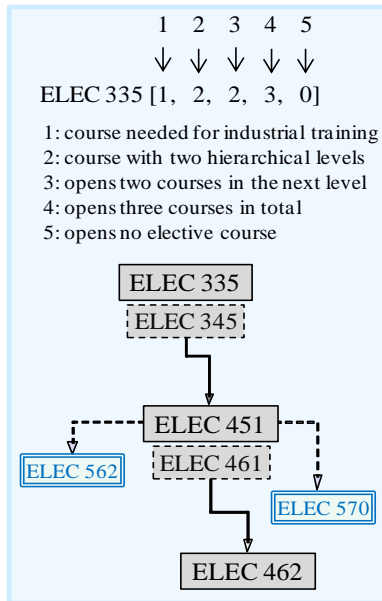 1 2 3 4 5
ELEC 335 [1, 2, 2, 3, 0]
1: course needed for industrial training
2: course with two hierarchical levels
3: opens two courses in the next level
4: opens three courses in total
5: opens no elective course
ELEC 335
ELEC 345
ELEC 451
ELEC 562
ELEC 461
ELEC 570
ELEC 462